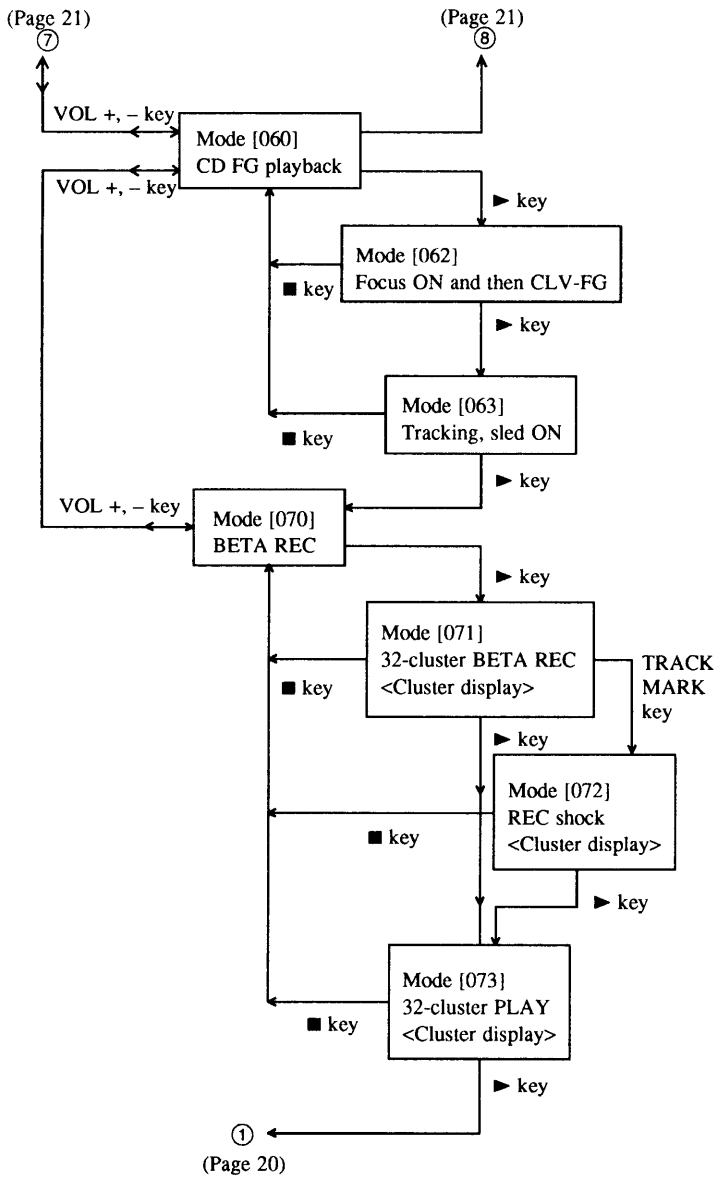 (Page 21)
⑦
(Page 21)
⑧
VOL +, – key
VOL +, – key
Mode [060]
CD FG playback
► key
Mode [062]
Focus ON and then CLV-FG
■ key
► key
Mode [063]
Tracking, sled ON
■ key
► key
VOL +, – key
Mode [070]
BETA REC
► key
Mode [071]
32-cluster BETA REC
<Cluster display>
■ key
TRACK
MARK
key
► key
Mode [072]
REC shock
<Cluster display>
■ key
► key
Mode [073]
32-cluster PLAY
<Cluster display>
■ key
► key
①
(Page 20)